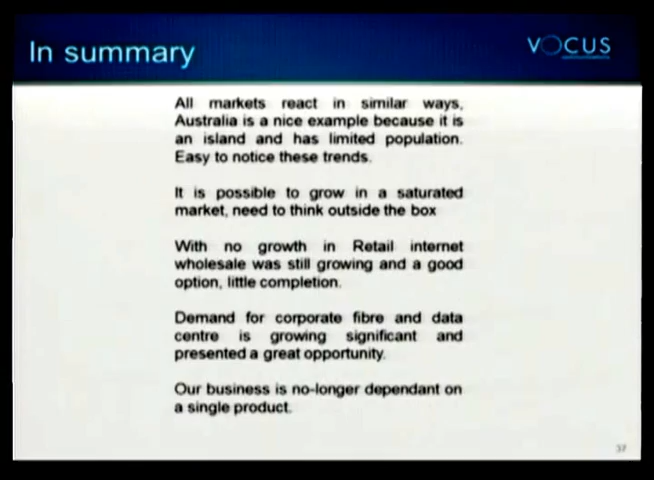 In summary
VOCUS
All markets react in similar ways,
Australia is a nice example because it is
an island and has limited population.
Easy to notice these trends.
It is possible to grow in a saturated
market, need to think outside the box
With no growth in Retail internet
wholesale was still growing and a good
option, little completion.
Demand for corporate fibre and data
centre is growing significant and
presented a great opportunity.
Our business is no-longer dependant on
a single product.
37